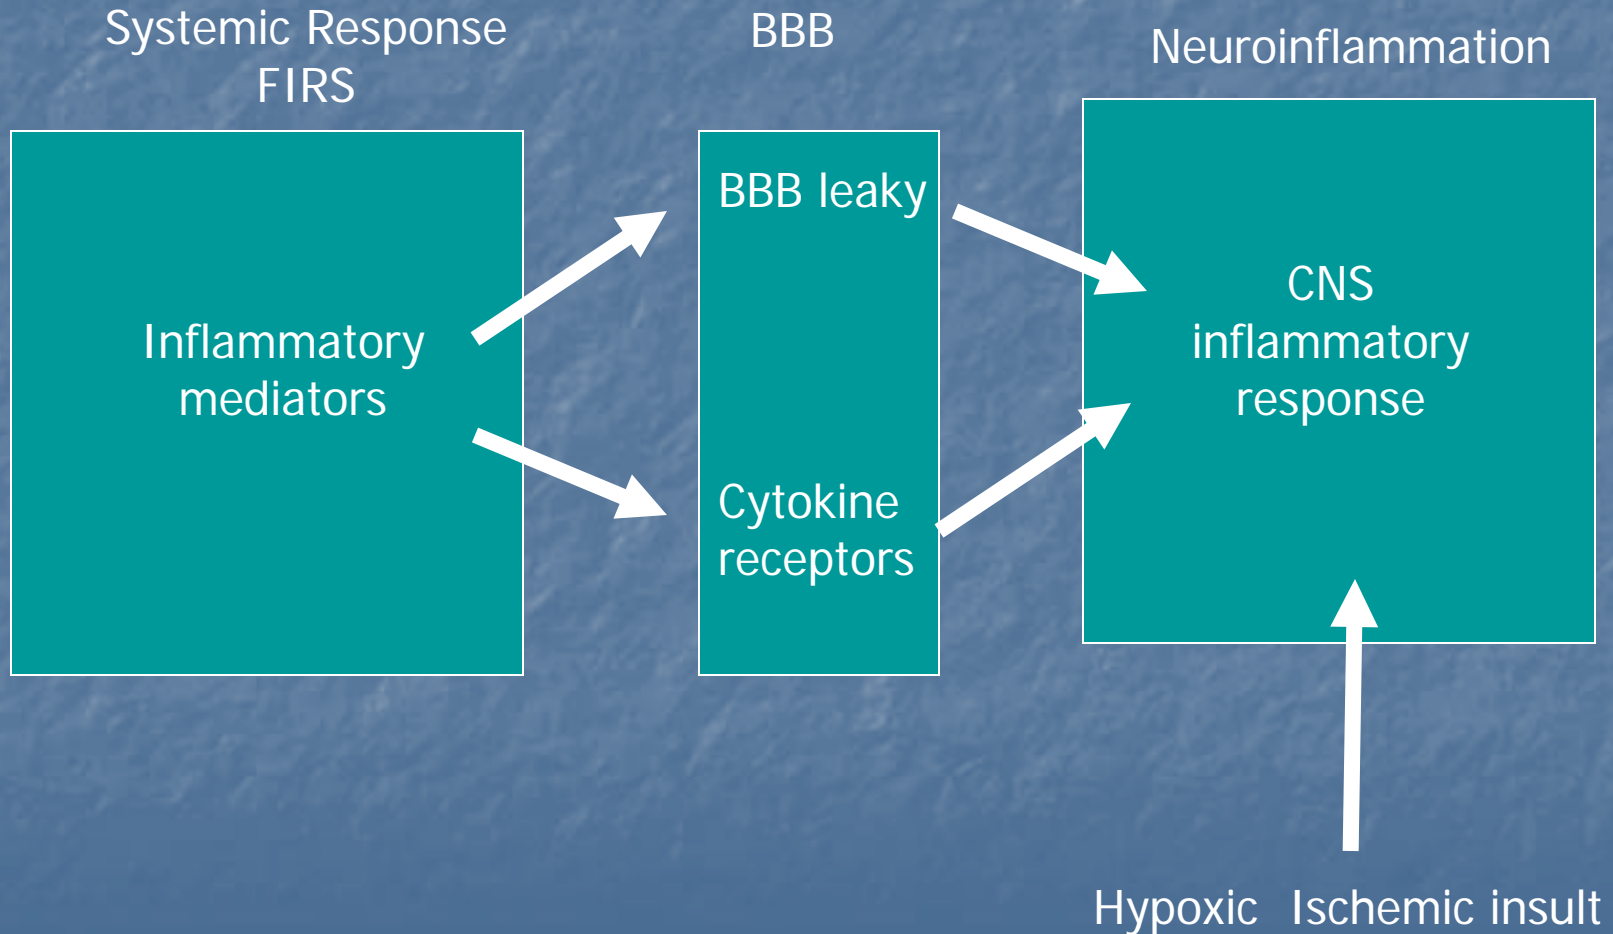 Systemic Response
FIRS
BBB
Neuroinflammation
Inflammatory
mediators
BBB leaky
Cytokine
receptors
CNS
inflammatory
response
Hypoxic Ischemic insult